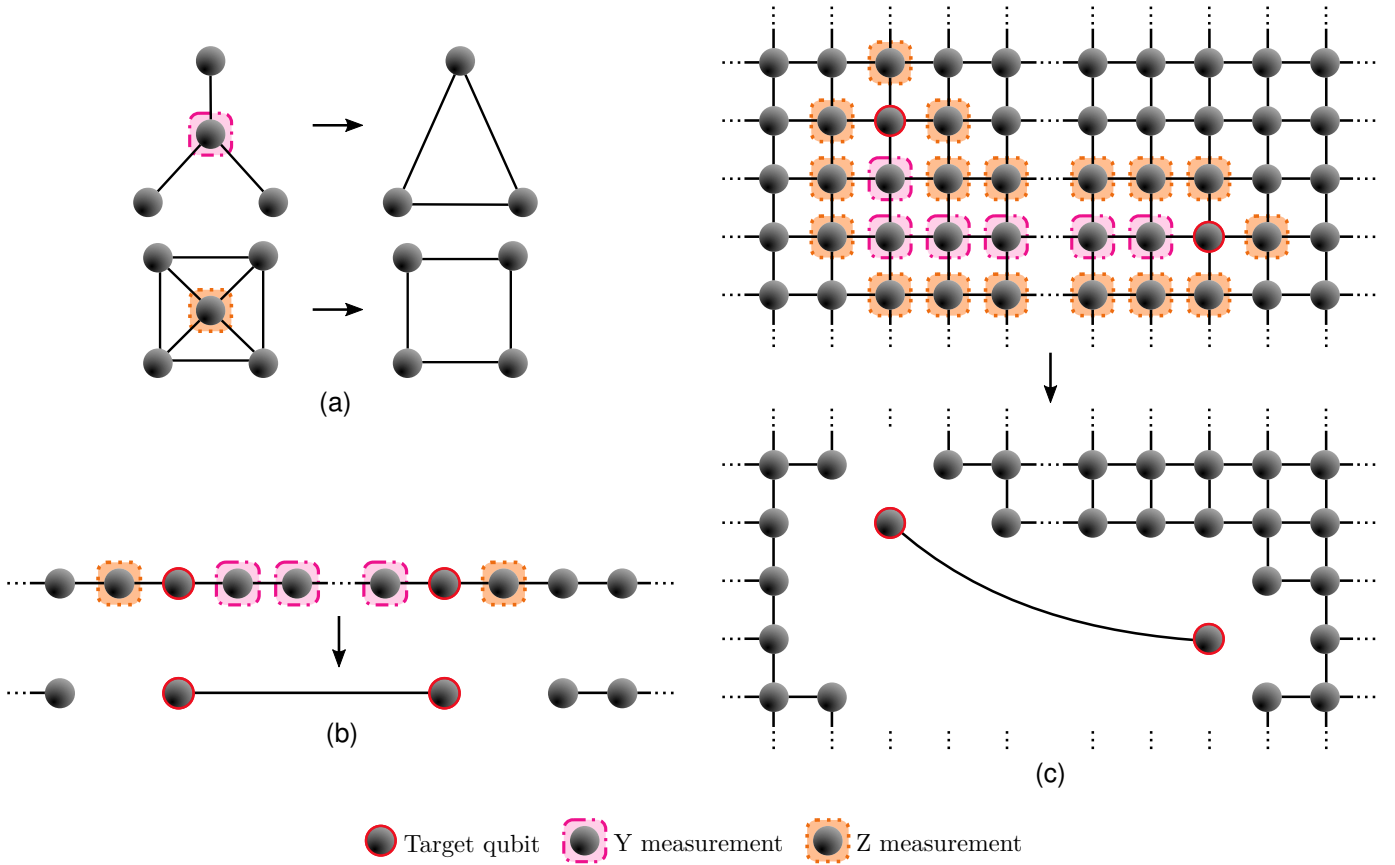 (a)
(b)
(c)
Target qubit
Y measurement
Z measurement